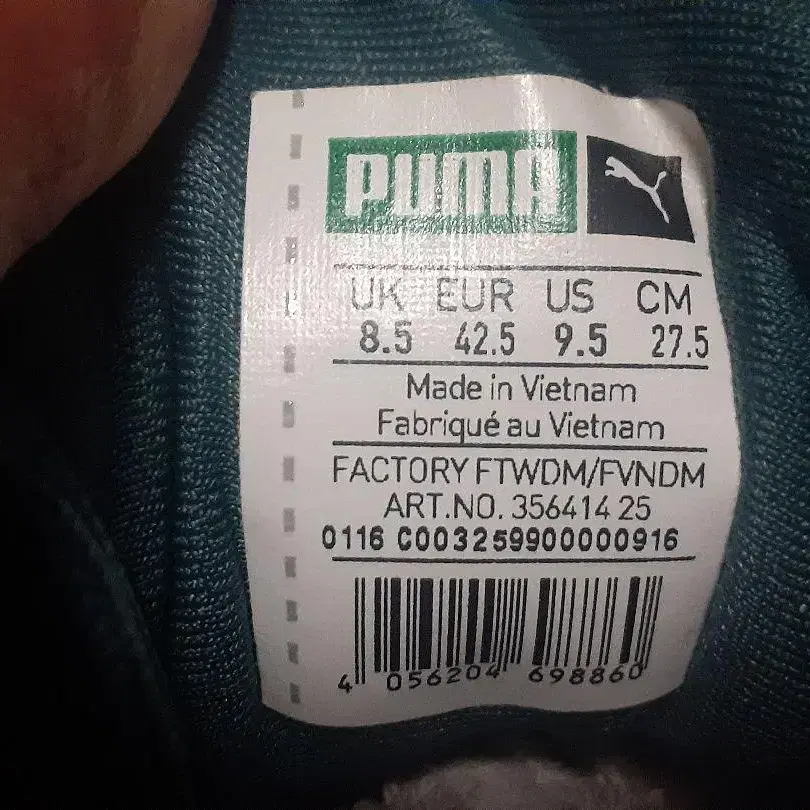 PUMA
UK EUR US CM
8.5 42.5 9.5 27.5
Made in Vietnam
Fabriqué au Vietnam
FACTORY FTWDM/FVNDM
ART.NO. 356414 25
0116 C003259900000916
4 056204 698860